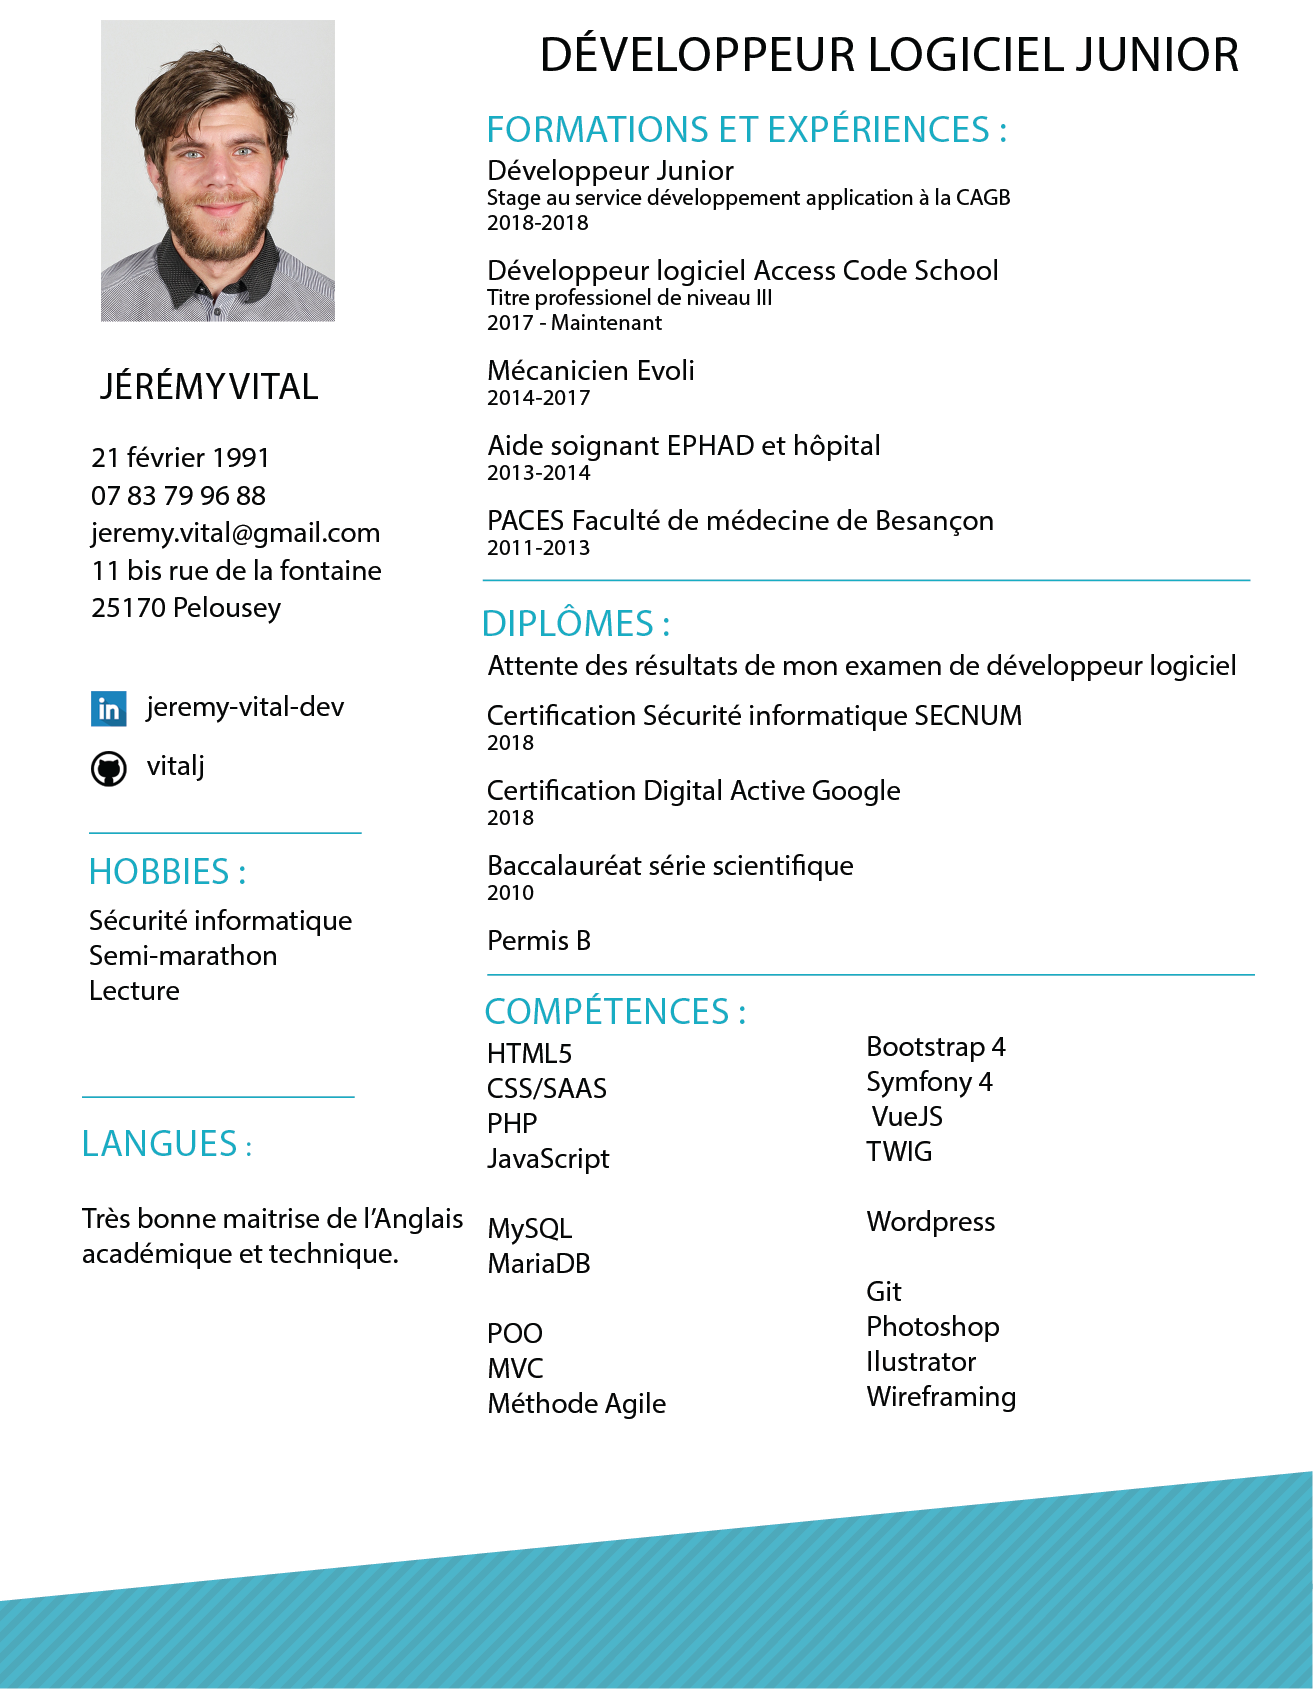 DÉVELOPPEUR LOGICIEL JUNIOR
JÉRÉMY VITAL
21 février 1991
07 83 79 96 88
jeremy.vital@gmail.com
11 bis rue de la fontaine
25170 Pelousey
in jeremy-vital-dev
vitalj
HOBBIES :
Sécurité informatique
Semi-marathon
Lecture
LANGUES :
Très bonne maitrise de l’Anglais
académique et technique.
FORMATIONS ET EXPÉRIENCES :
Développeur Junior
Stage au service développement application à la CAGB
2018-2018
Développeur logiciel Access Code School
Titre professionel de niveau III
2017 - Maintenant
Mécanicien Evoli
2014-2017
Aide soignant EPHAD et hôpital
2013-2014
PACES Faculté de médecine de Besançon
2011-2013
DIPLÔMES :
Attente des résultats de mon examen de développeur logiciel
Certification Sécurité informatique SECNUM
2018
Certification Digital Active Google
2018
Baccalauréat série scientifique
2010
Permis B
COMPÉTENCES :
HTML5
CSS/SAAS
PHP
JavaScript
MySQL
MariaDB
POO
MVC
Méthode Agile
Bootstrap 4
Symfony 4
VueJS
TWIG
Wordpress
Git
Photoshop
Ilustrator
Wireframing